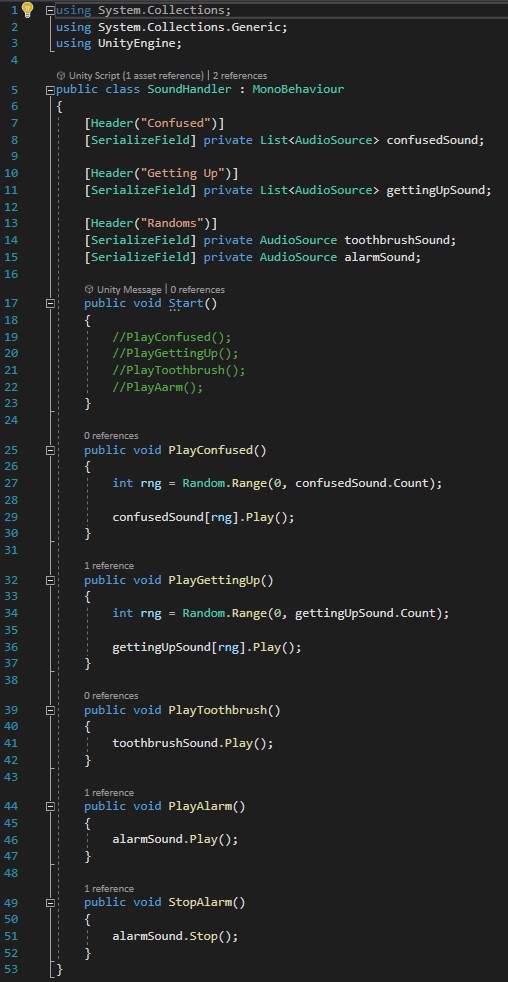 1 using System.Collections;
2 using System.Collections.Generic;
3 using UnityEngine;
4
Unity Script (1 asset reference) | 2 references
5 public class SoundHandler : MonoBehaviour
6 {
7 [Header("Confused")]
8 [SerializeField] private List<AudioSource> confusedSound;
9
10 [Header("Getting Up")]
11 [SerializeField] private List<AudioSource> gettingUpSound;
12
13 [Header("Randoms")]
14 [SerializeField] private AudioSource toothbrushSound;
15 [SerializeField] private AudioSource alarmSound;
16
Unity Message | 0 references
17 public void Start()
18 {
19 //PlayConfused();
20 //PlayGettingUp();
21 //PlayToothbrush();
22 //PlayAarm();
23 }
24
0 references
25 public void PlayConfused()
26 {
27 int rng = Random.Range(0, confusedSound.Count);
28
29 confusedSound[rng].Play();
30 }
31
1 reference
32 public void PlayGettingUp()
33 {
34 int rng = Random.Range(0, gettingUpSound.Count);
35
36 gettingUpSound[rng].Play();
37 }
38
0 references
39 public void PlayToothbrush()
40 {
41 toothbrushSound.Play();
42 }
43
1 reference
44 public void PlayAlarm()
45 {
46 alarmSound.Play();
47 }
48
1 reference
49 public void StopAlarm()
50 {
51 alarmSound.Stop();
52 }
53 }